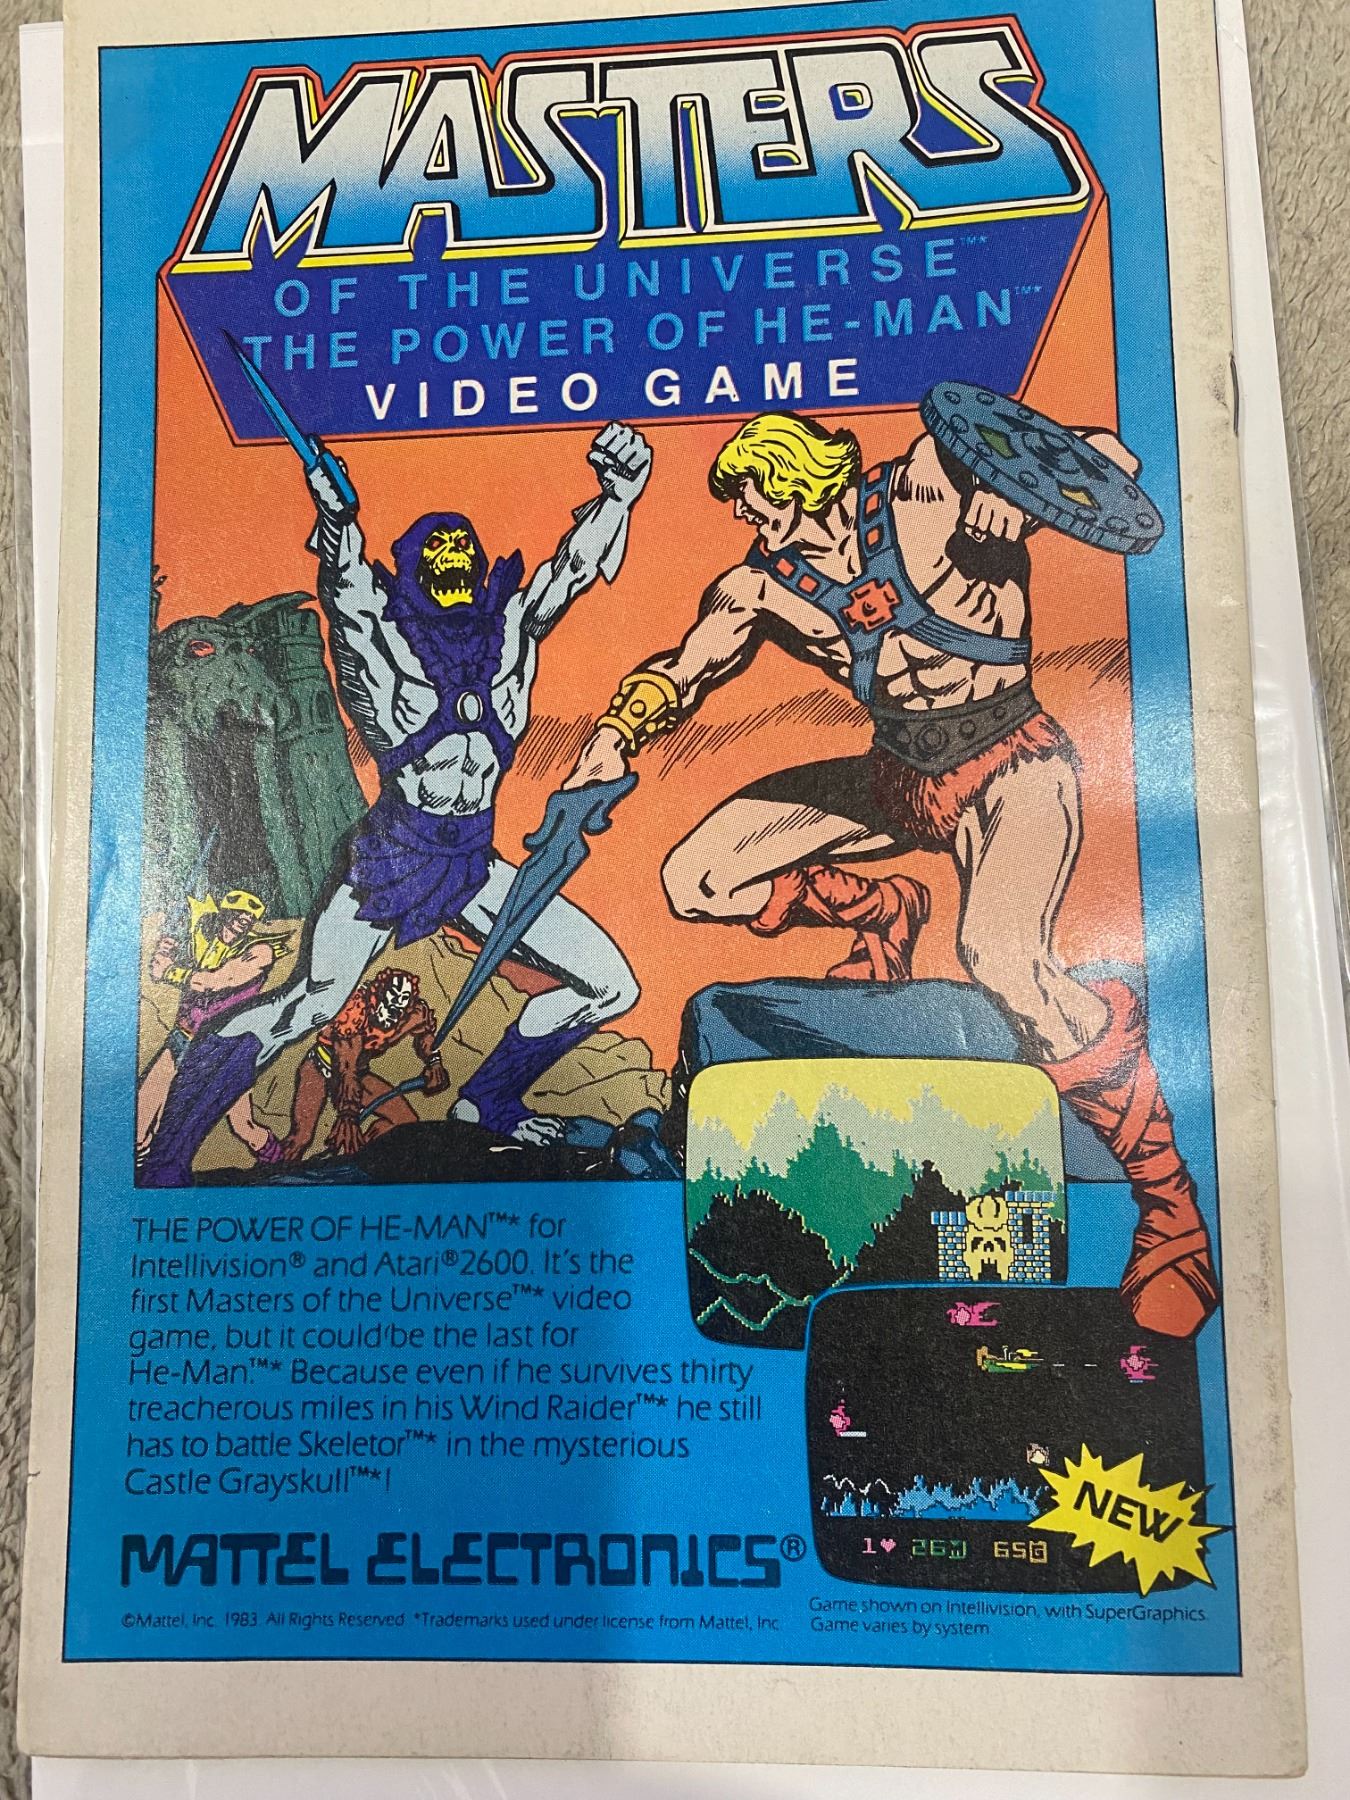 MASTERS
OF THE UNIVERSE™*
THE POWER OF HE-MAN™*
VIDEO GAME
THE POWER OF HE-MAN™* for
Intellivision® and Atari®2600. It's the
first Masters of the Universe™* video
game, but it could be the last for
He-Man.™* Because even if he survives thirty
treacherous miles in his Wind Raider™* he still
has to battle Skeletor™* in the mysterious
Castle Grayskull™*!
1♥ 26M 65G
NEW
MATTEL ELECTRONICS®
©Mattel, Inc. 1983. All Rights Reserved. *Trademarks used under license from Mattel, Inc.
Game shown on Intellivision, with SuperGraphics.
Game varies by system.